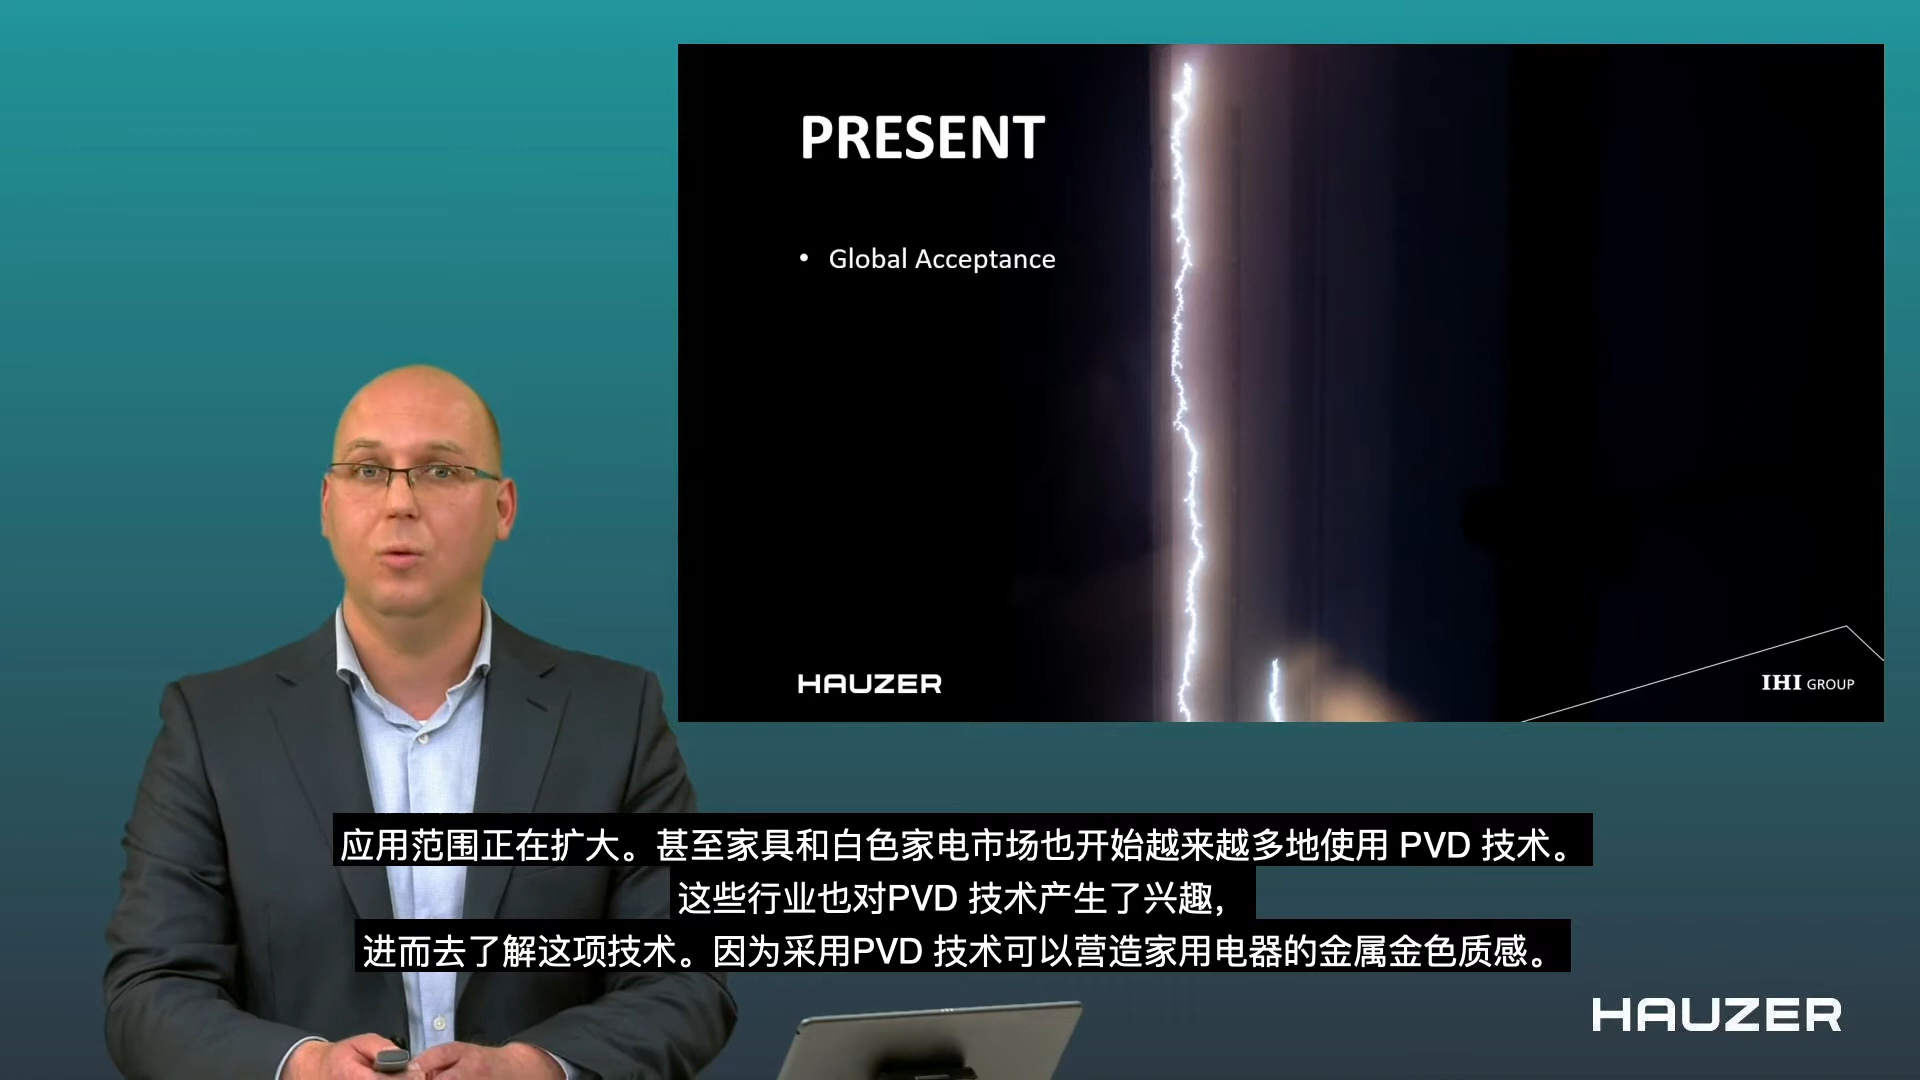 PRESENT
• Global Acceptance
HAUZER
IHI GROUP
应用范围正在扩大。甚至家具和白色家电市场也开始越来越多地使用 PVD 技术。
这些行业也对PVD 技术产生了兴趣，
进而去了解这项技术。因为采用PVD 技术可以营造家用电器的金属金色质感。
HAUZER